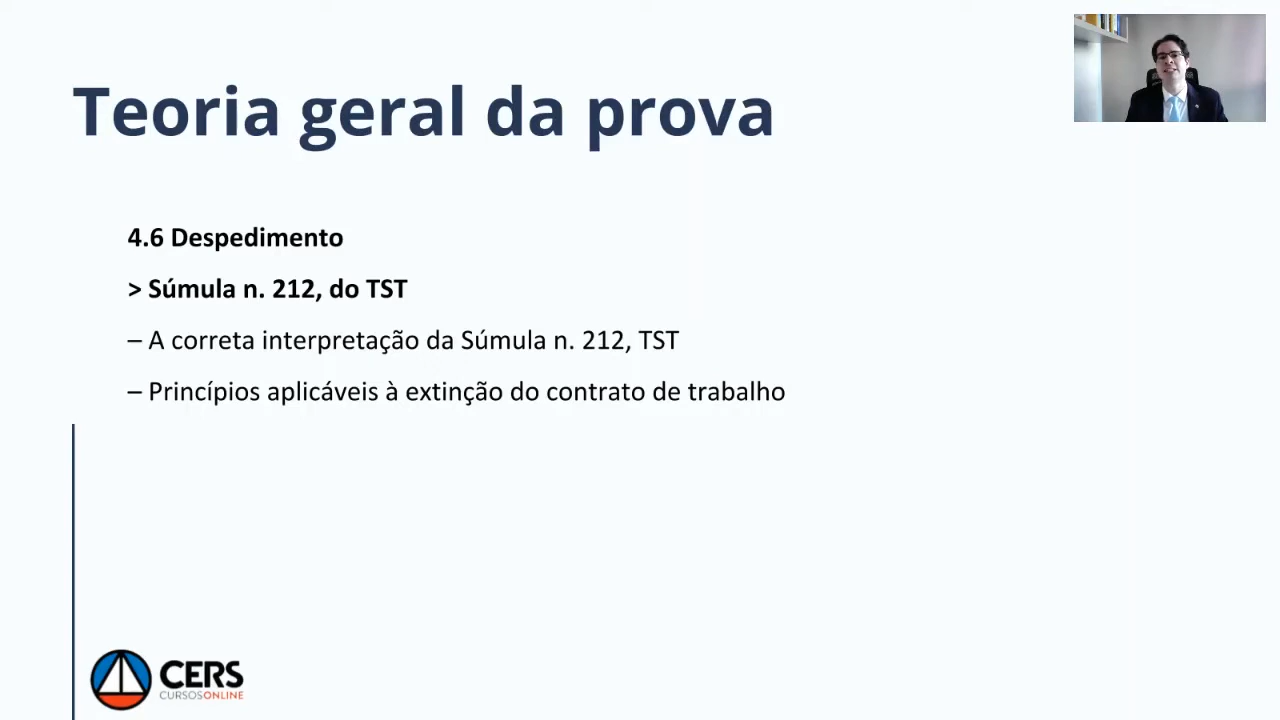 Teoria geral da prova
4.6 Despedimento
> Súmula n. 212, do TST
– A correta interpretação da Súmula n. 212, TST
– Princípios aplicáveis à extinção do contrato de trabalho
CERS
CURSOSONLINE